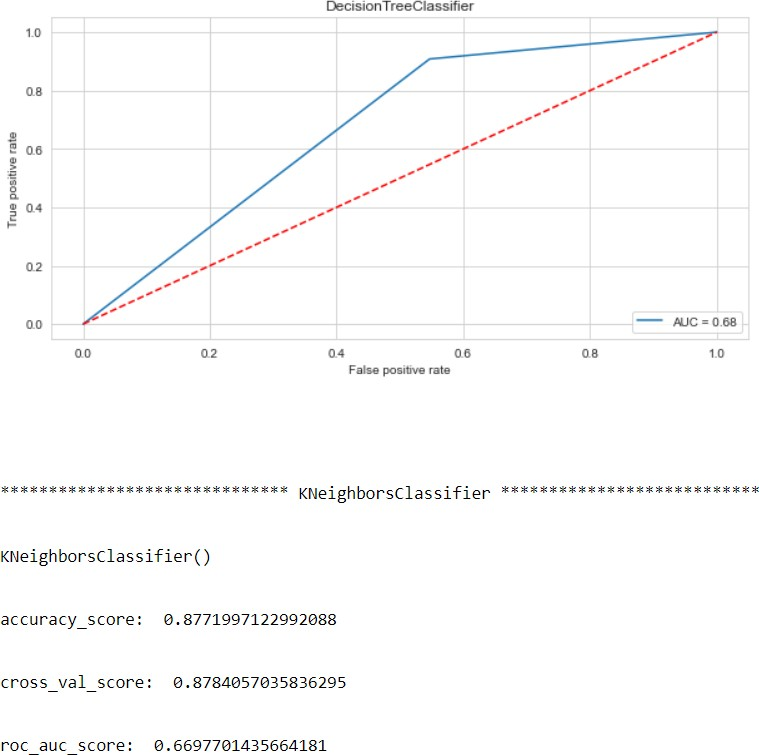 DecisionTreeClassifier
1.0
0.8
0.6
0.4
0.2
0.0
True positive rate
AUC = 0.68
0.0 0.2 0.4 0.6 0.8 1.0
False positive rate
****************************** KNeighborsClassifier ***************************
KNeighborsClassifier()
accuracy_score:  0.8771997122992088
cross_val_score:  0.8784057035836295
roc_auc_score:  0.6697701435664181